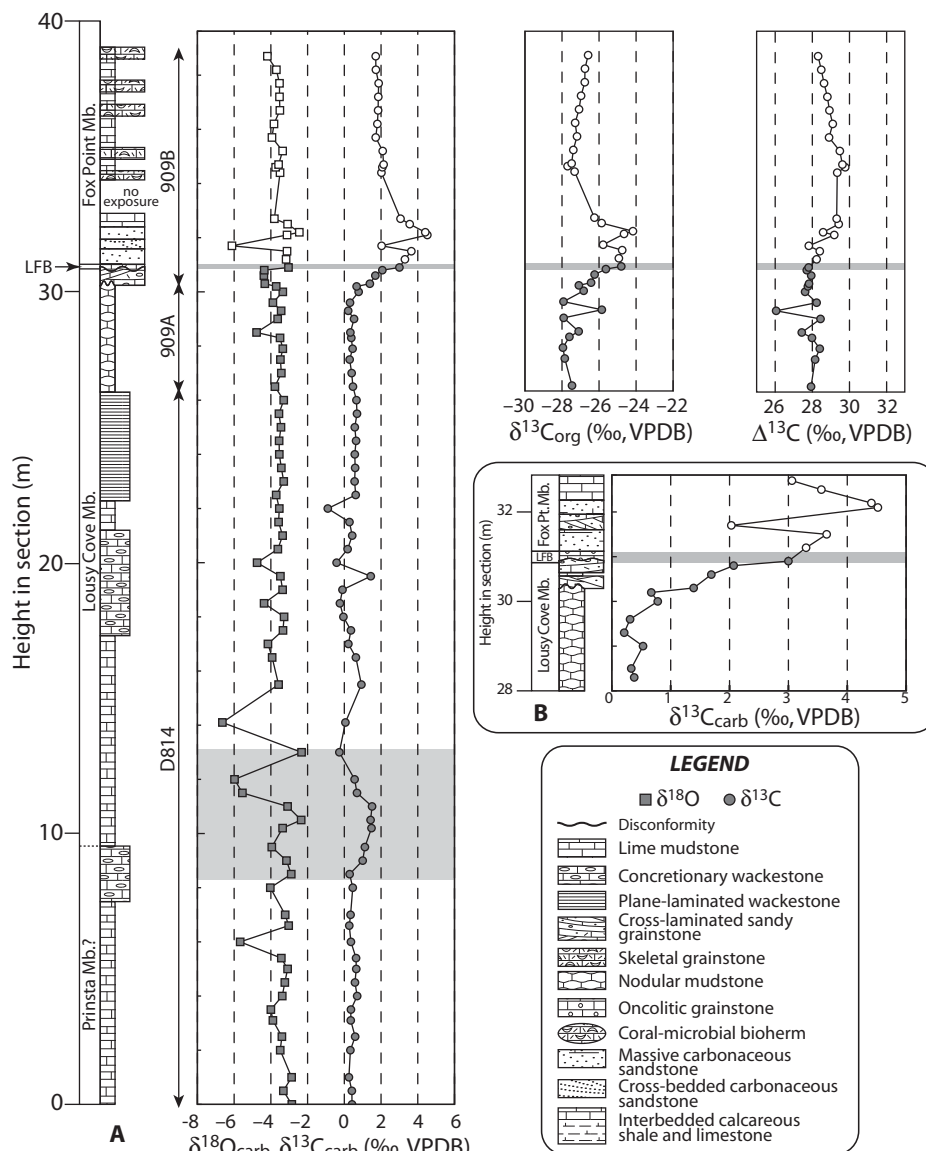 40
30
20
10
0
Height in section (m)
Fox Point Mb.
LFB
Lousy Cove Mb.
Prinsta Mb.?
no
exposure
A
909B
909A
D814
-8 −6 −4 −2 0 2 4 6
δ18Ocarb, δ13Ccarb (‰, VPDB)
−30 −28 −26 −24 −22
δ13Corg (‰, VPDB)
26 28 30 32
Δ13C (‰, VPDB)
Height in section (m)
32
30
28
Fox Pt. Mb.
LFB
Lousy Cove Mb.
B
0 1 2 3 4 5
δ13Ccarb (‰, VPDB)
LEGEND
δ18O δ13C
Disconformity
Lime mudstone
Concretionary wackestone
Plane-laminated wackestone
Cross-laminated sandy
grainstone
Skeletal grainstone
Nodular mudstone
Oncolitic grainstone
Coral-microbial bioherm
Massive carbonaceous
sandstone
Cross-bedded carbonaceous
sandstone
Interbedded calcareous
shale and limestone